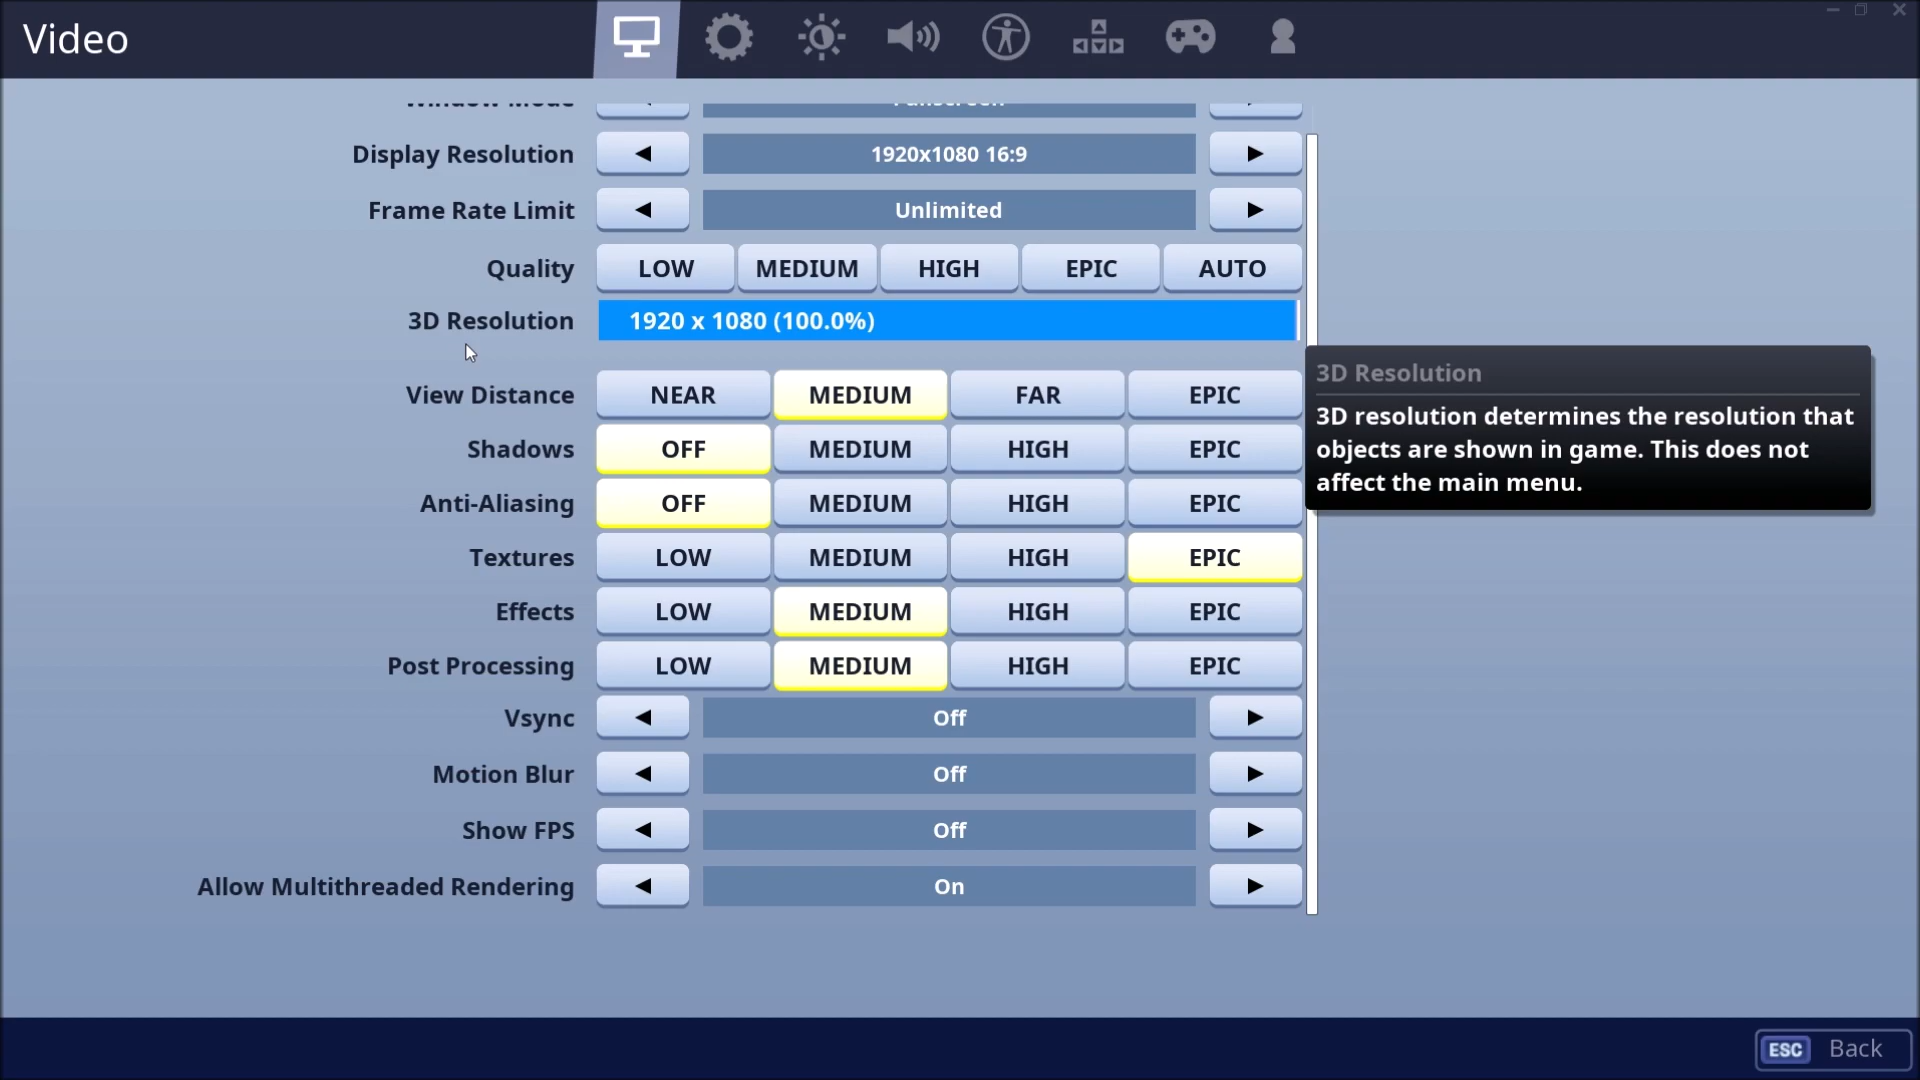 Video
Window Mode Fullscreen
Display Resolution 1920x1080 16:9
Frame Rate Limit Unlimited
Quality LOW MEDIUM HIGH EPIC AUTO
3D Resolution 1920 x 1080 (100.0%)
View Distance NEAR MEDIUM FAR EPIC
Shadows OFF MEDIUM HIGH EPIC
Anti-Aliasing OFF MEDIUM HIGH EPIC
Textures LOW MEDIUM HIGH EPIC
Effects LOW MEDIUM HIGH EPIC
Post Processing LOW MEDIUM HIGH EPIC
Vsync Off
Motion Blur Off
Show FPS Off
Allow Multithreaded Rendering On
3D Resolution
3D resolution determines the resolution that
objects are shown in game. This does not
affect the main menu.
ESC Back